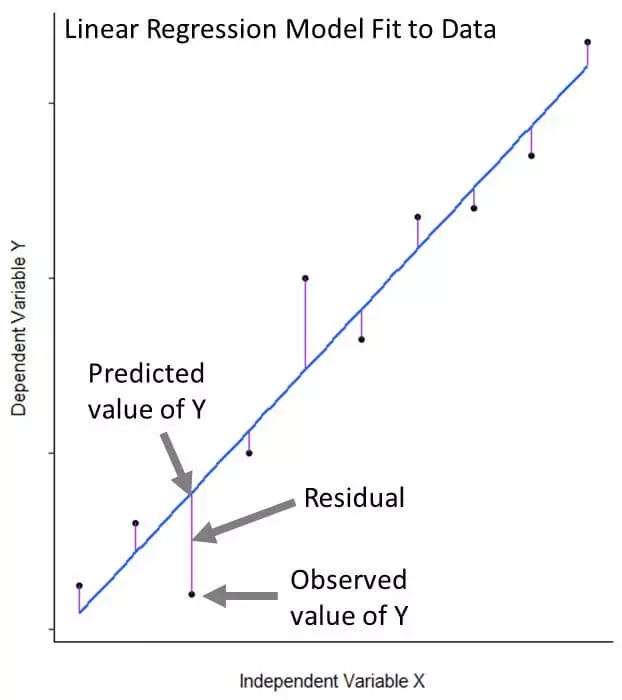 Linear Regression Model Fit to Data
Dependent Variable Y
Predicted
value of Y
Residual
Observed
value of Y
Independent Variable X